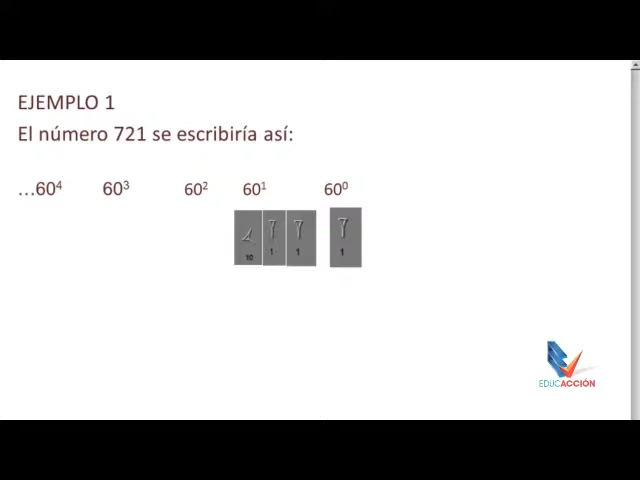 EJEMPLO 1
El número 721 se escribiría así:
...60⁴ 60³ 60² 60¹ 60⁰
10 1 1 1
EDUCACCIÓN